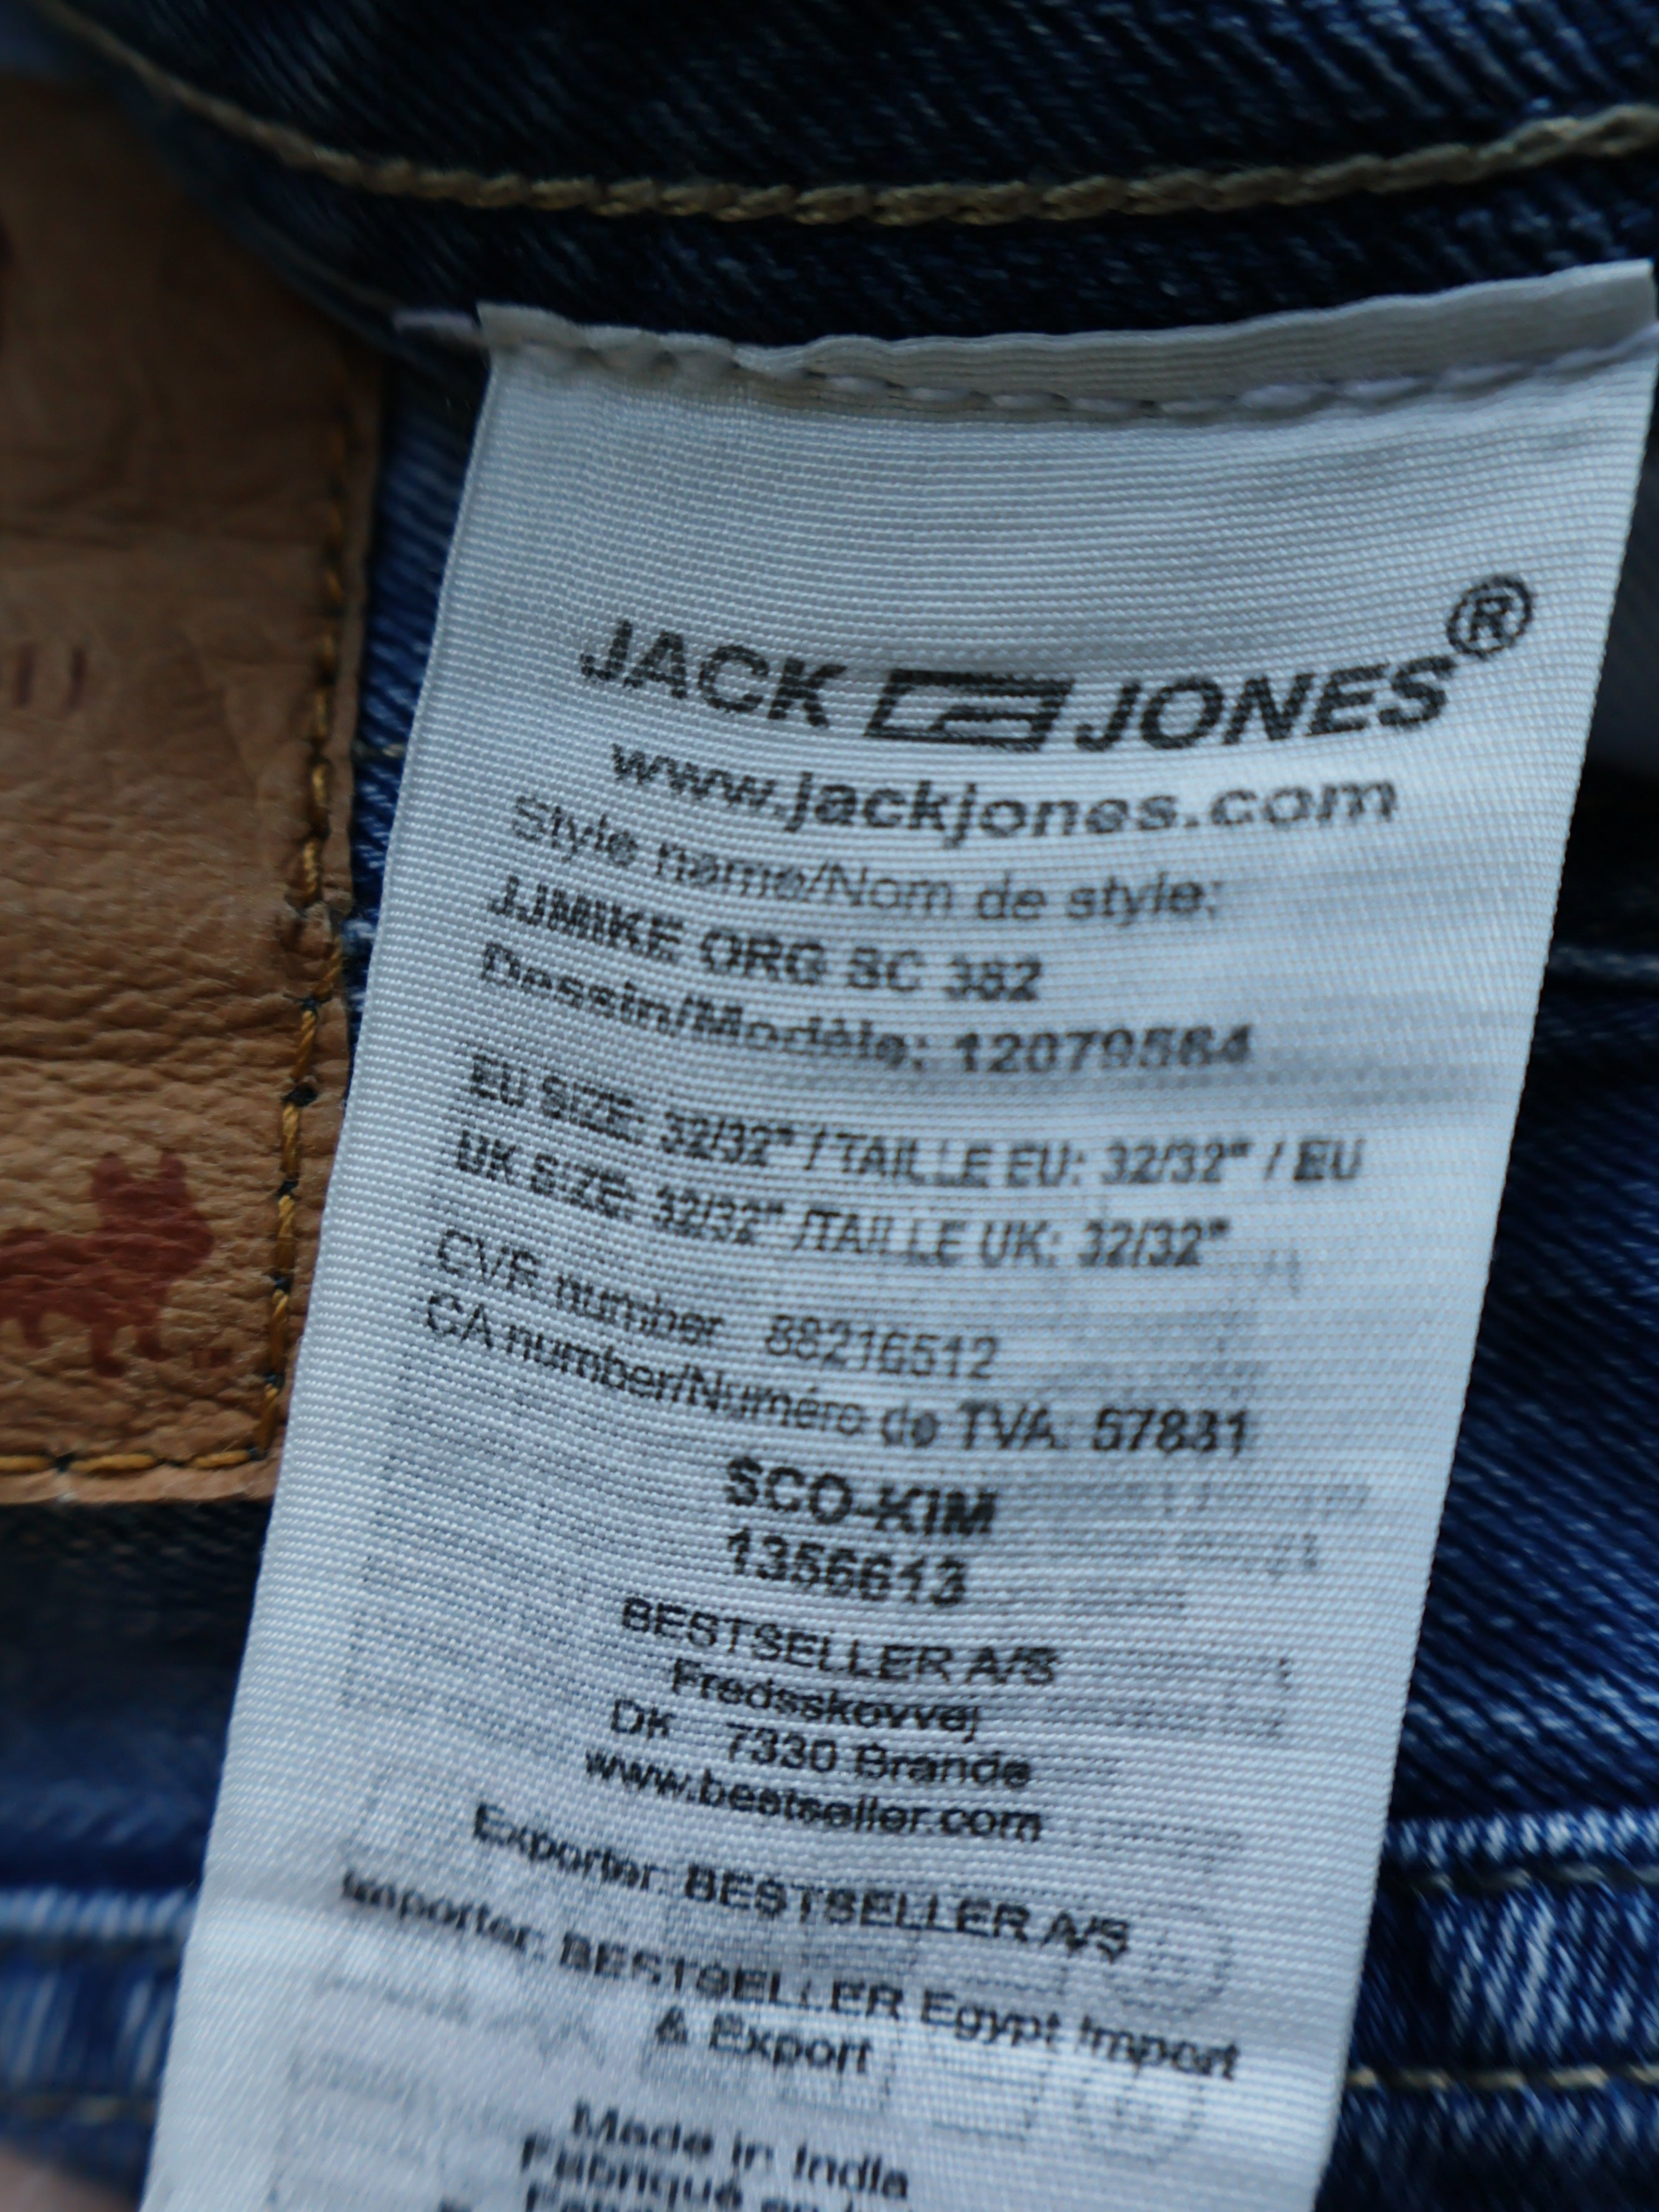 JACK JONES®
www.jackjones.com
Style name/Nom de style:
JJMIKE ORG SC 382
Dessin/Modèle: 12079564
EU SIZE: 32/32" / TAILLE EU: 32/32" / EU
UK SIZE: 32/32" /TAILLE UK: 32/32"
CVR number 88216512
CA number/Numéro de TVA: 57831
SCO-KIM
1356613
BESTSELLER A/S
Fredsskovvej
DK 7330 Brande
www.bestseller.com
Exporter: BESTSELLER A/S
Importer: BESTSELLER Egypt Import
& Export
Made in India
Fabriqué en